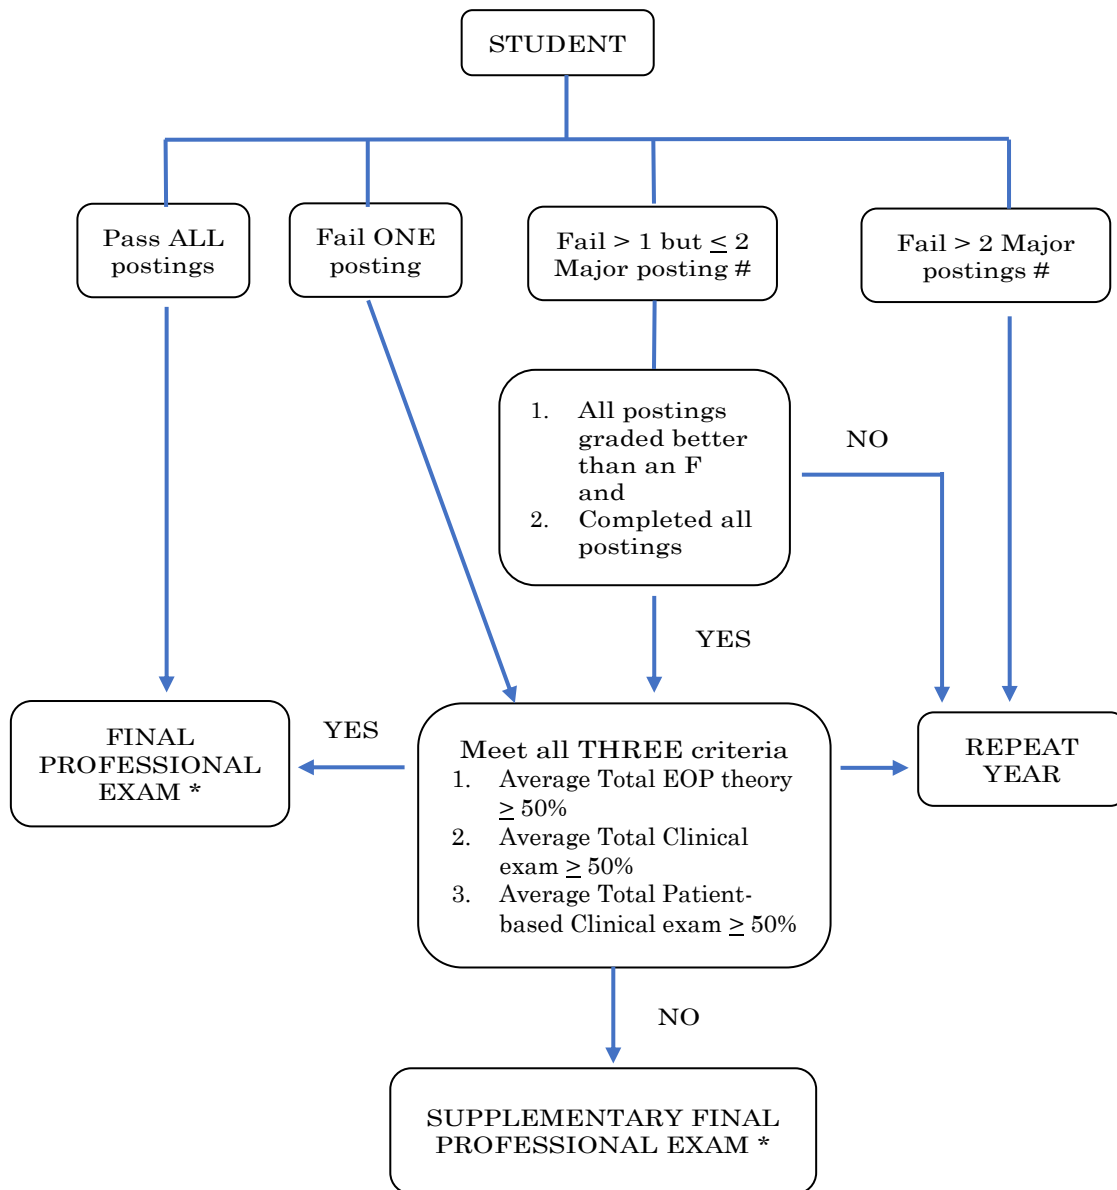 STUDENT
Pass ALL
postings
Fail ONE
posting
Fail > 1 but ≤ 2
Major posting #
Fail > 2 Major
postings #
1. All postings
graded better
than an F
and
2. Completed all
postings
NO
YES
FINAL
PROFESSIONAL
EXAM *
YES
Meet all THREE criteria
1. Average Total EOP theory
≥ 50%
2. Average Total Clinical
exam ≥ 50%
3. Average Total Patient-
based Clinical exam ≥ 50%
REPEAT
YEAR
NO
SUPPLEMENTARY FINAL
PROFESSIONAL EXAM *